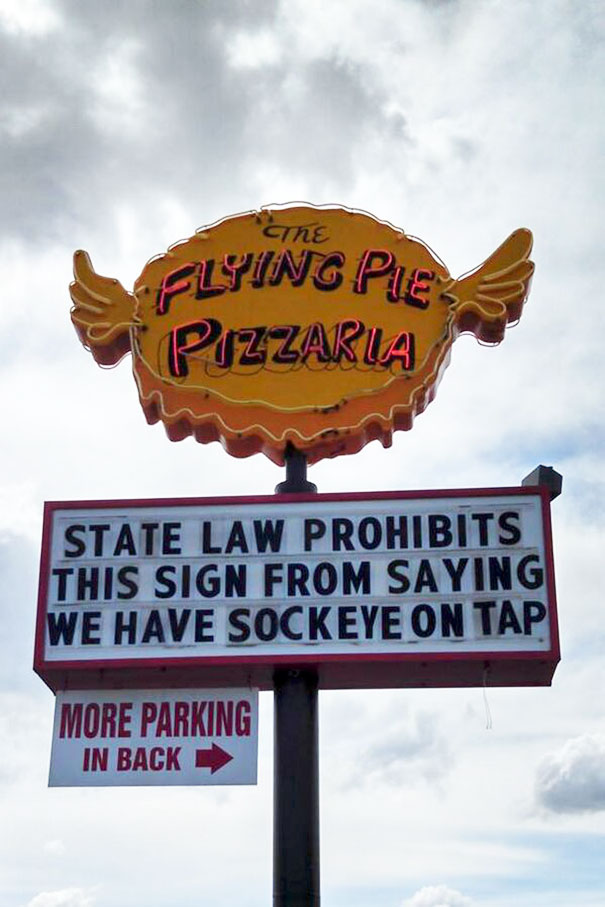 The
FLYING PIE
PIZZARIA
STATE LAW PROHIBITS
THIS SIGN FROM SAYING
WE HAVE SOCKEYE ON TAP
MORE PARKING
IN BACK